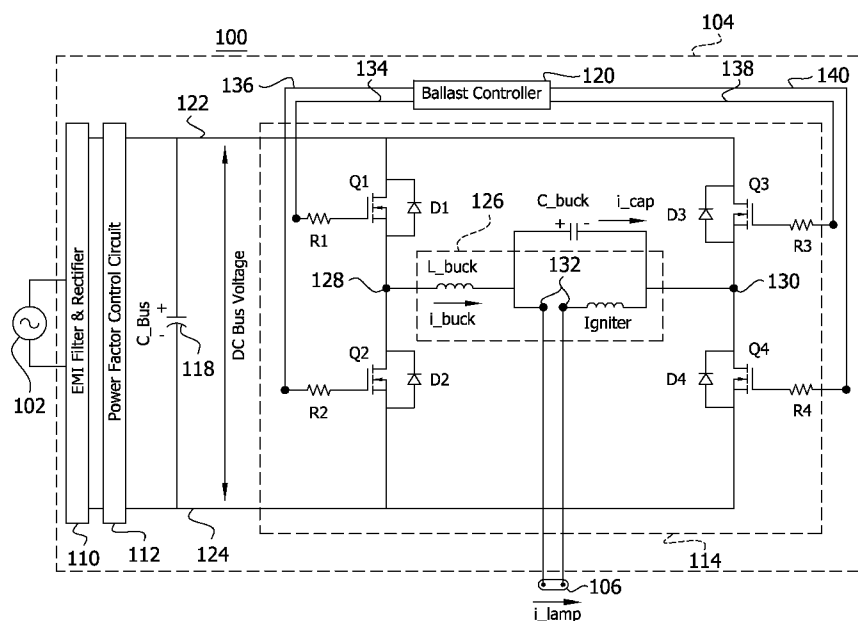 100
104
136
134
120
138
140
Ballast Controller
122
Q1
126
C_buck
i_cap
Q3
D1
+ -
D3
R1
L_buck
132
R3
128
130
i_buck
Igniter
EMI Filter & Rectifier
Power Factor Control Circuit
C_Bus
+
-
118
DC Bus Voltage
102
Q2
Q4
D2
D4
R2
R4
110
112
124
114
106
i_lamp